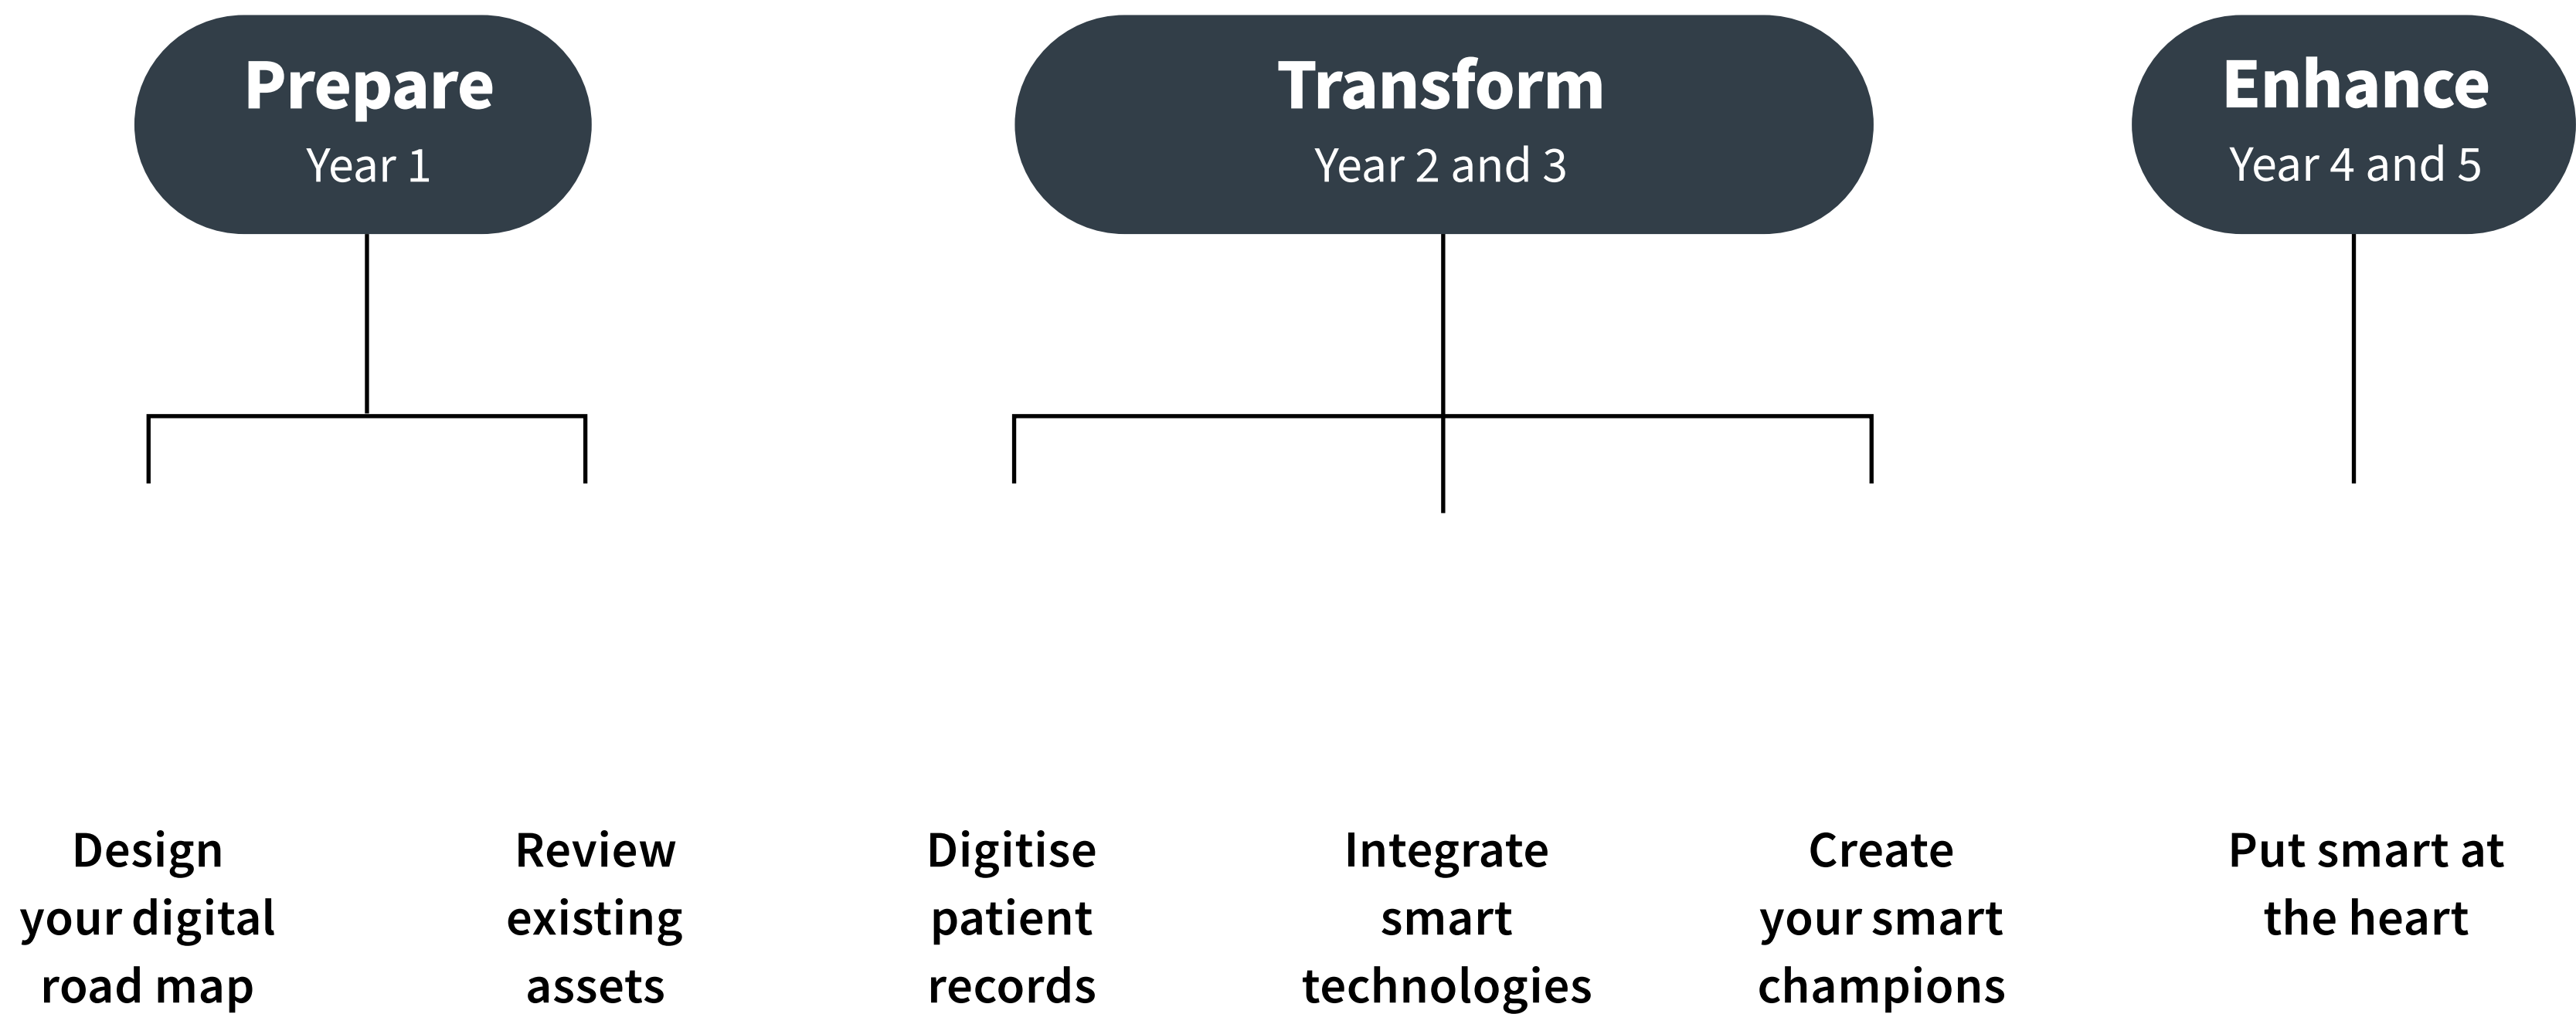 Prepare
Year 1
Transform
Year 2 and 3
Enhance
Year 4 and 5
Design
your digital
road map
Review
existing
assets
Digitise
patient
records
Integrate
smart
technologies
Create
your smart
champions
Put smart at
the heart